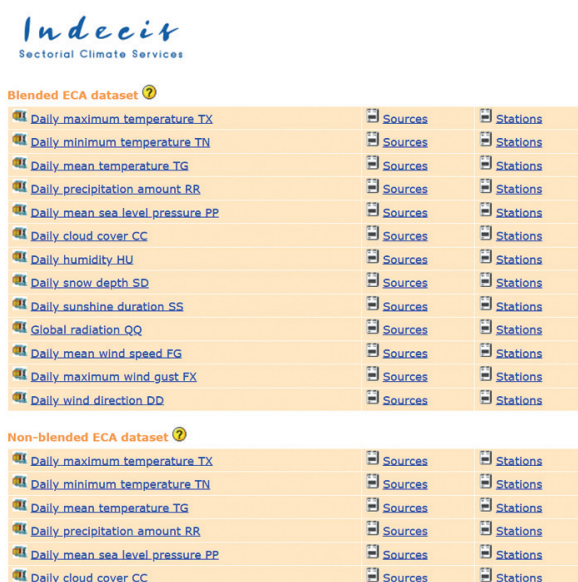 Indecis
Sectorial Climate Services
Blended ECA dataset ?
Daily maximum temperature TX Sources Stations
Daily minimum temperature TN Sources Stations
Daily mean temperature TG Sources Stations
Daily precipitation amount RR Sources Stations
Daily mean sea level pressure PP Sources Stations
Daily cloud cover CC Sources Stations
Daily humidity HU Sources Stations
Daily snow depth SD Sources Stations
Daily sunshine duration SS Sources Stations
Global radiation QQ Sources Stations
Daily mean wind speed FG Sources Stations
Daily maximum wind gust FX Sources Stations
Daily wind direction DD Sources Stations
Non-blended ECA dataset ?
Daily maximum temperature TX Sources Stations
Daily minimum temperature TN Sources Stations
Daily mean temperature TG Sources Stations
Daily precipitation amount RR Sources Stations
Daily mean sea level pressure PP Sources Stations
Daily cloud cover CC Sources Stations